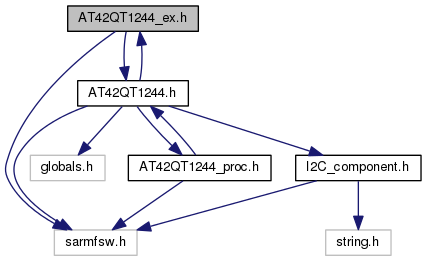 AT42QT1244_ex.h
AT42QT1244.h
globals.h
AT42QT1244_proc.h
I2C_component.h
sarmfsw.h
string.h